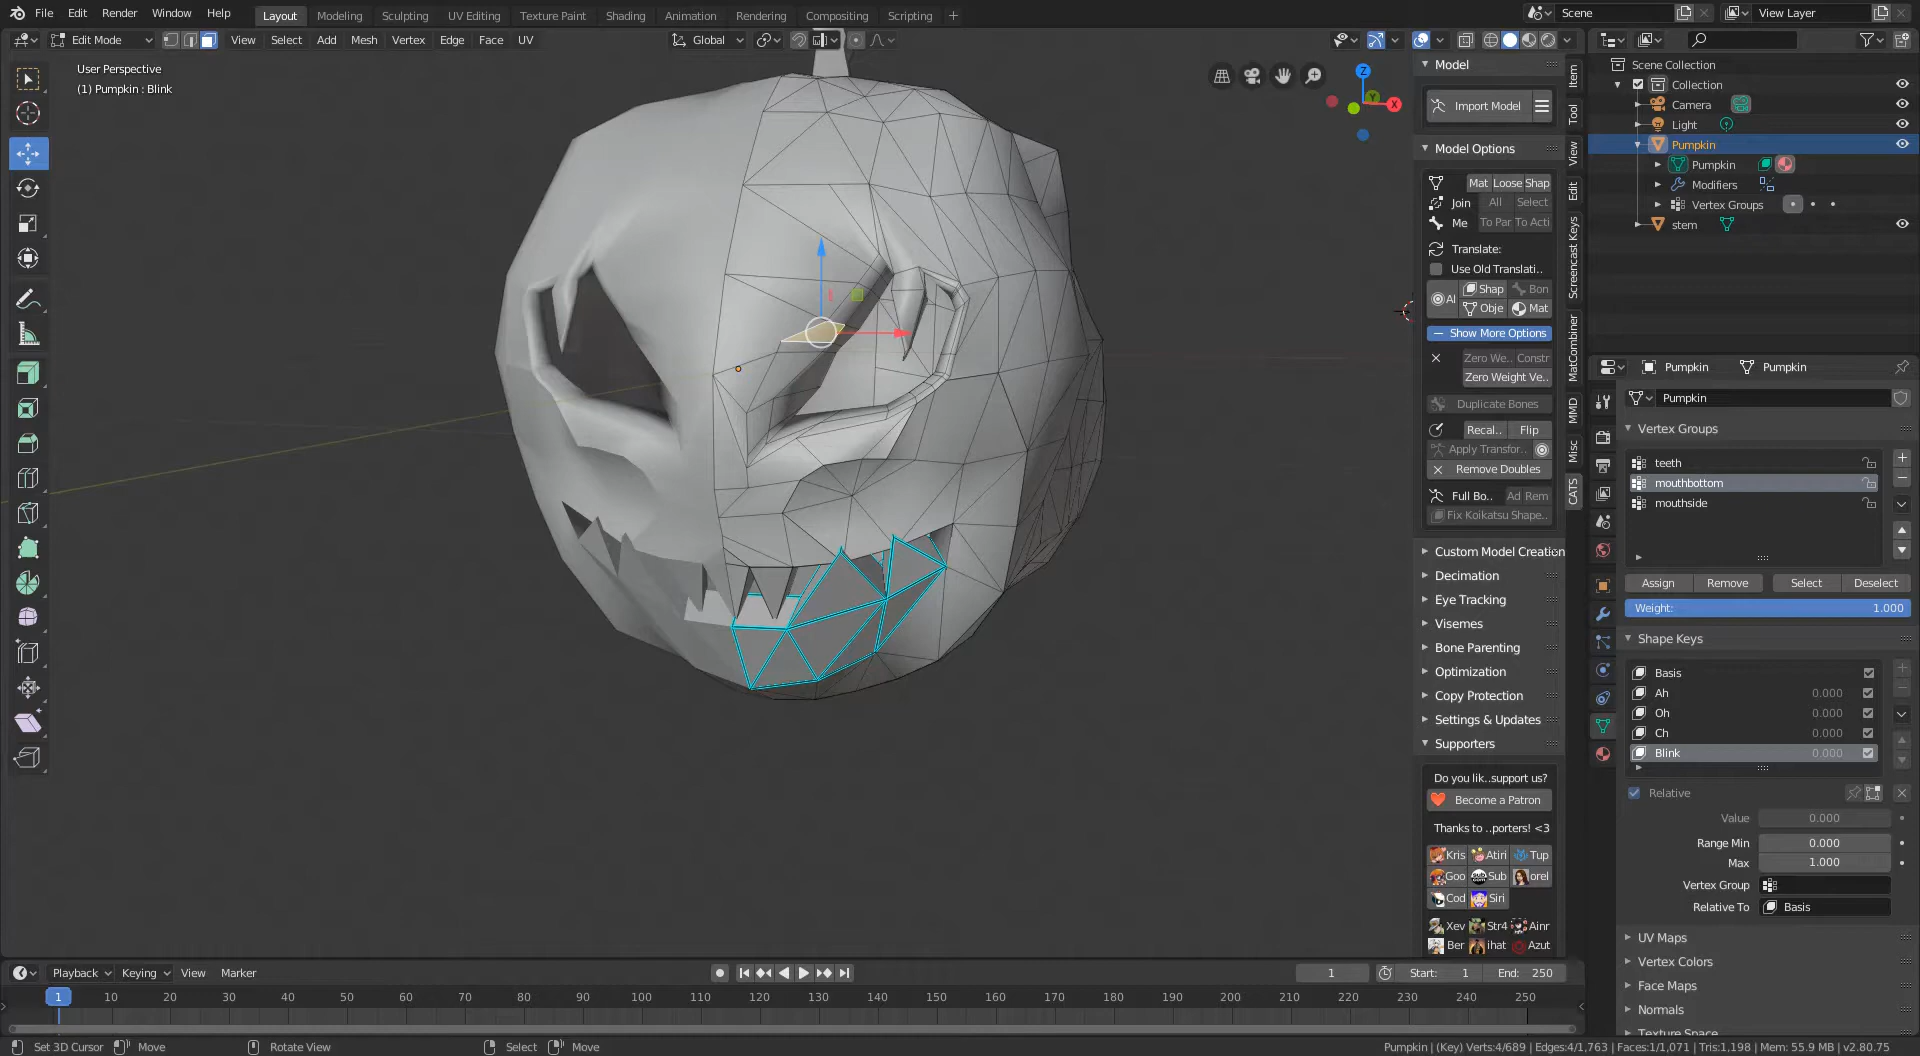 File Edit Render Window Help
Layout Modeling Sculpting UV Editing Texture Paint Shading Animation Rendering Compositing Scripting +
Scene
View Layer
Edit Mode
View Select Add Mesh Vertex Edge Face UV
Global
User Perspective
(1) Pumpkin : Blink
Z
Y
X
Model
Import Model
Model Options
Mat Loose Shap
Join All Select
Me To Par To Acti
Translate:
Use Old Translati..
Al Shap Bon
Obje Mat
Show More Options
Zero We.. Constr
Zero Weight Ve..
Duplicate Bones
Recal.. Flip
Apply Transfor..
Remove Doubles
Full Bo.. Ad Rem
Fix Koikatsu Shape..
Custom Model Creation
Decimation
Eye Tracking
Visemes
Bone Parenting
Optimization
Copy Protection
Settings & Updates
Supporters
Do you lik..support us?
Become a Patron
Thanks to ..porters! <3
Kris Atiri Tup
Goo Sub orel
Cod Siri
Xev Str4 Ainr
Ber ihat Azut
Item
Tool
View
Edit
Screencast Keys
MatCombiner
MMD
Misc
CATS
Scene Collection
Collection
Camera
Light
Pumpkin
Pumpkin
Modifiers
Vertex Groups
stem
Pumpkin Pumpkin
Pumpkin
Vertex Groups
teeth
mouthbottom
mouthside
Assign Remove Select Deselect
Weight: 1.000
Shape Keys
Basis
Ah 0.000
Oh 0.000
Ch 0.000
Blink 0.000
Relative
Value 0.000
Range Min 0.000
Max 1.000
Vertex Group
Relative To Basis
UV Maps
Vertex Colors
Face Maps
Normals
Texture Space
Playback Keying View Marker
1 Start: 1 End: 250
1 10 20 30 40 50 60 70 80 90 100 110 120 130 140 150 160 170 180 190 200 210 220 230 240 250
Set 3D Cursor Move Rotate View Select Move
Pumpkin | (Key) Verts:4/689 | Edges:4/1,763 | Faces:1/1,071 | Tris:1,198 | Mem: 55.9 MB | v2.80.75